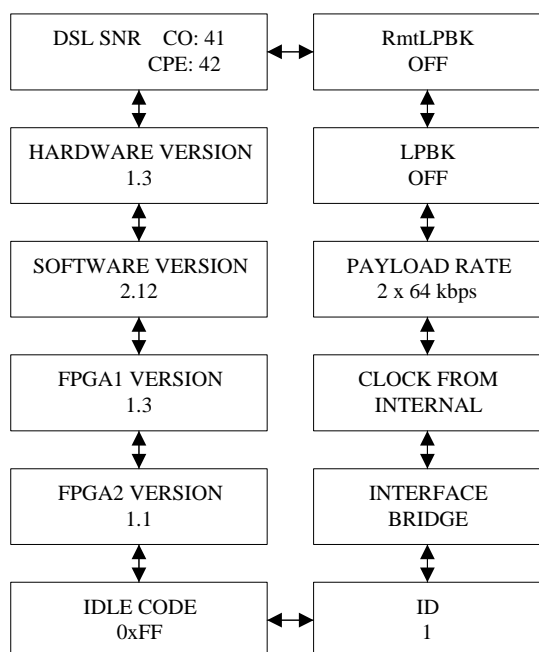 DSL SNR CO: 41
CPE: 42
RmtLPBK
OFF
HARDWARE VERSION
1.3
LPBK
OFF
SOFTWARE VERSION
2.12
PAYLOAD RATE
2 x 64 kbps
FPGA1 VERSION
1.3
CLOCK FROM
INTERNAL
FPGA2 VERSION
1.1
INTERFACE
BRIDGE
IDLE CODE
0xFF
ID
1